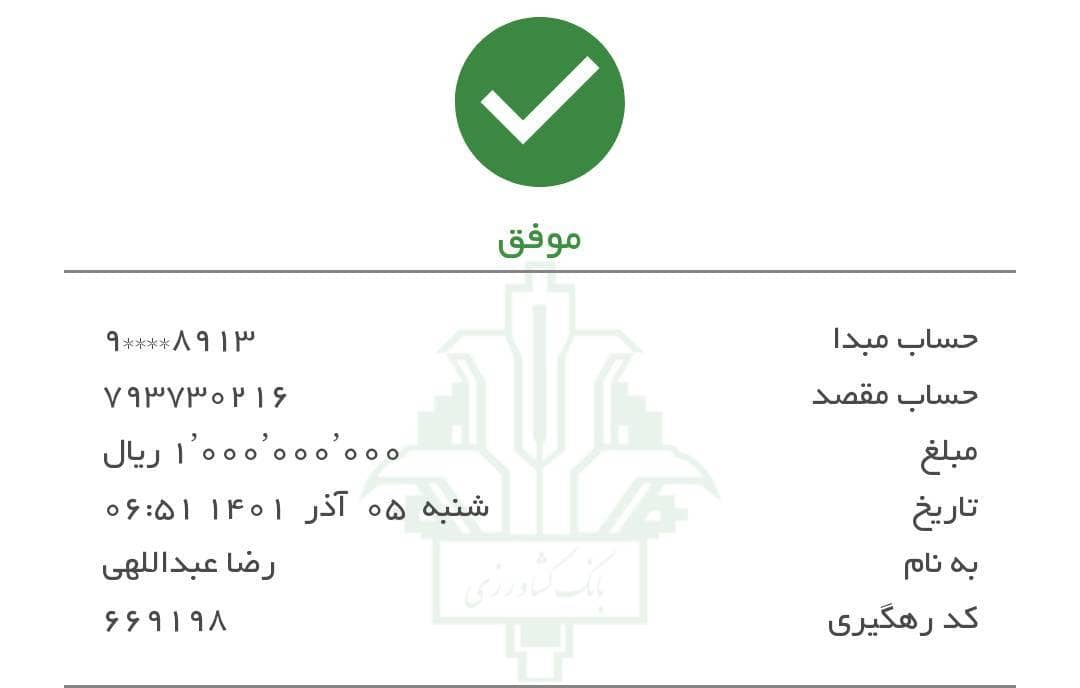 موفق
حساب مبدا ۹****۸۹۱۳
حساب مقصد ۷۹۳۷۳۰۲۱۶
مبلغ ۱٬۰۰۰٬۰۰۰٬۰۰۰ ریال
تاریخ شنبه ۰۵ آذر ۱۴۰۱ ۰۶:۵۱
به نام رضا عبداللهی
کد رهگیری ۶۶۹۱۹۸
بانک کشاورزی